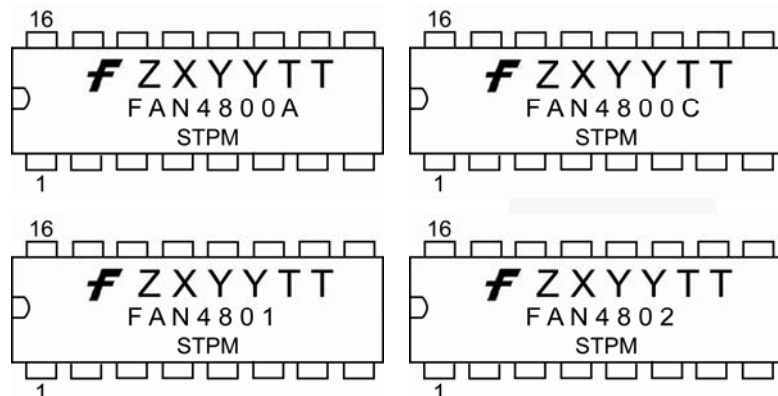 16
ZXYYTT
FAN4800A
STPM
1
16
ZXYYTT
FAN4800C
STPM
1
16
ZXYYTT
FAN4801
STPM
1
16
ZXYYTT
FAN4802
STPM
1